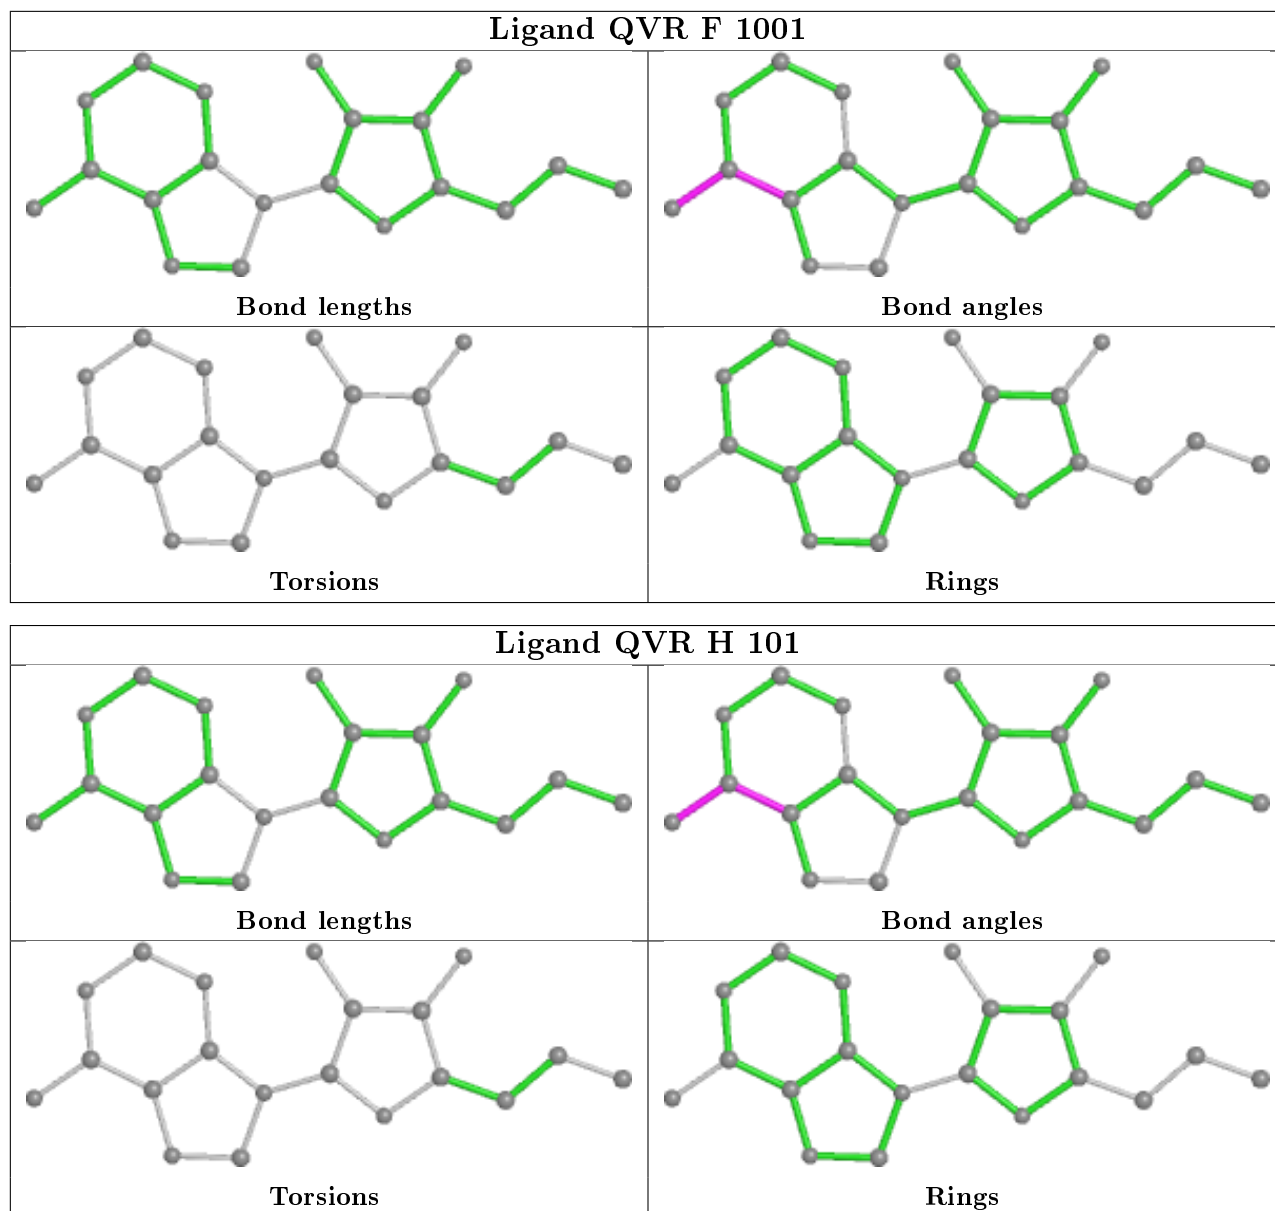 Ligand QVR F 1001
Bond lengths Bond angles
Torsions Rings
Ligand QVR H 101
Bond lengths Bond angles
Torsions Rings